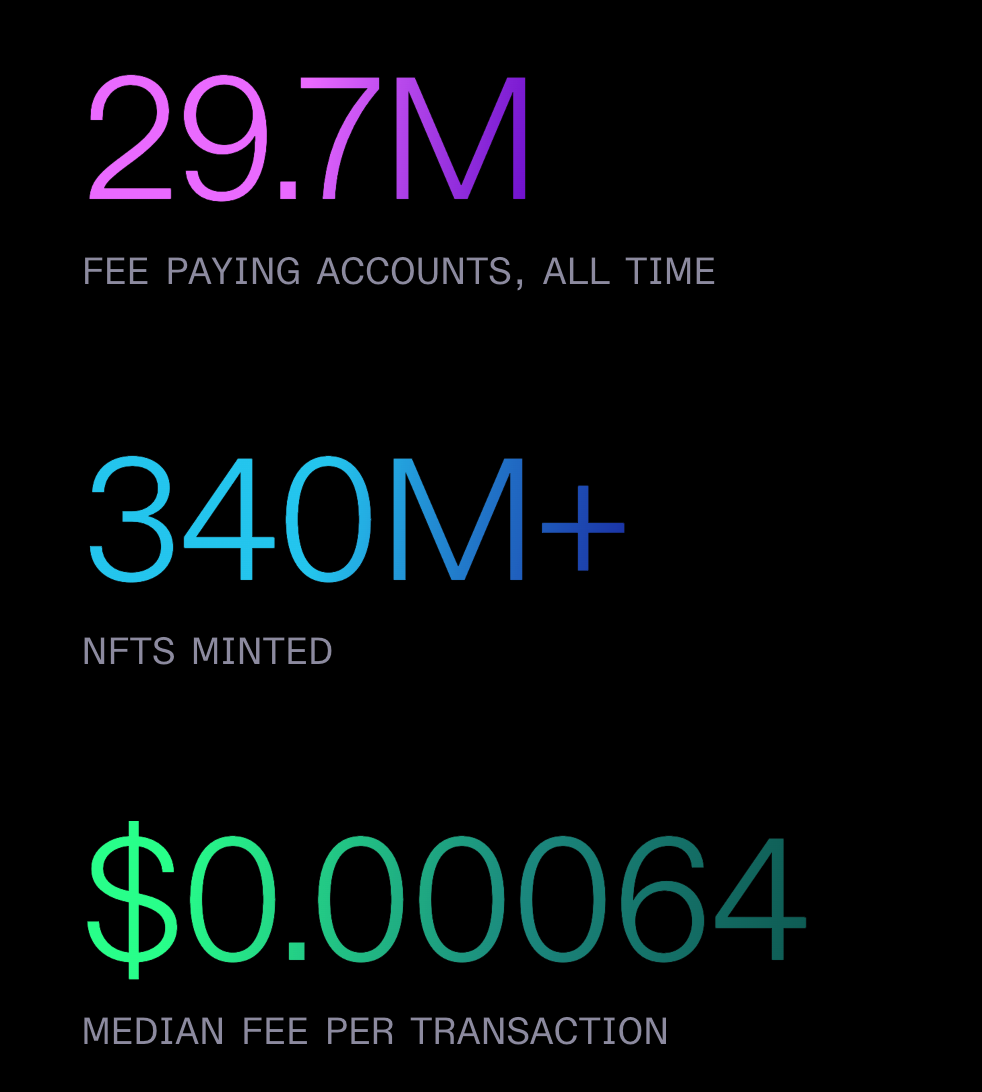 29.7M
FEE PAYING ACCOUNTS, ALL TIME
340M+
NFTS MINTED
$0.00064
MEDIAN FEE PER TRANSACTION